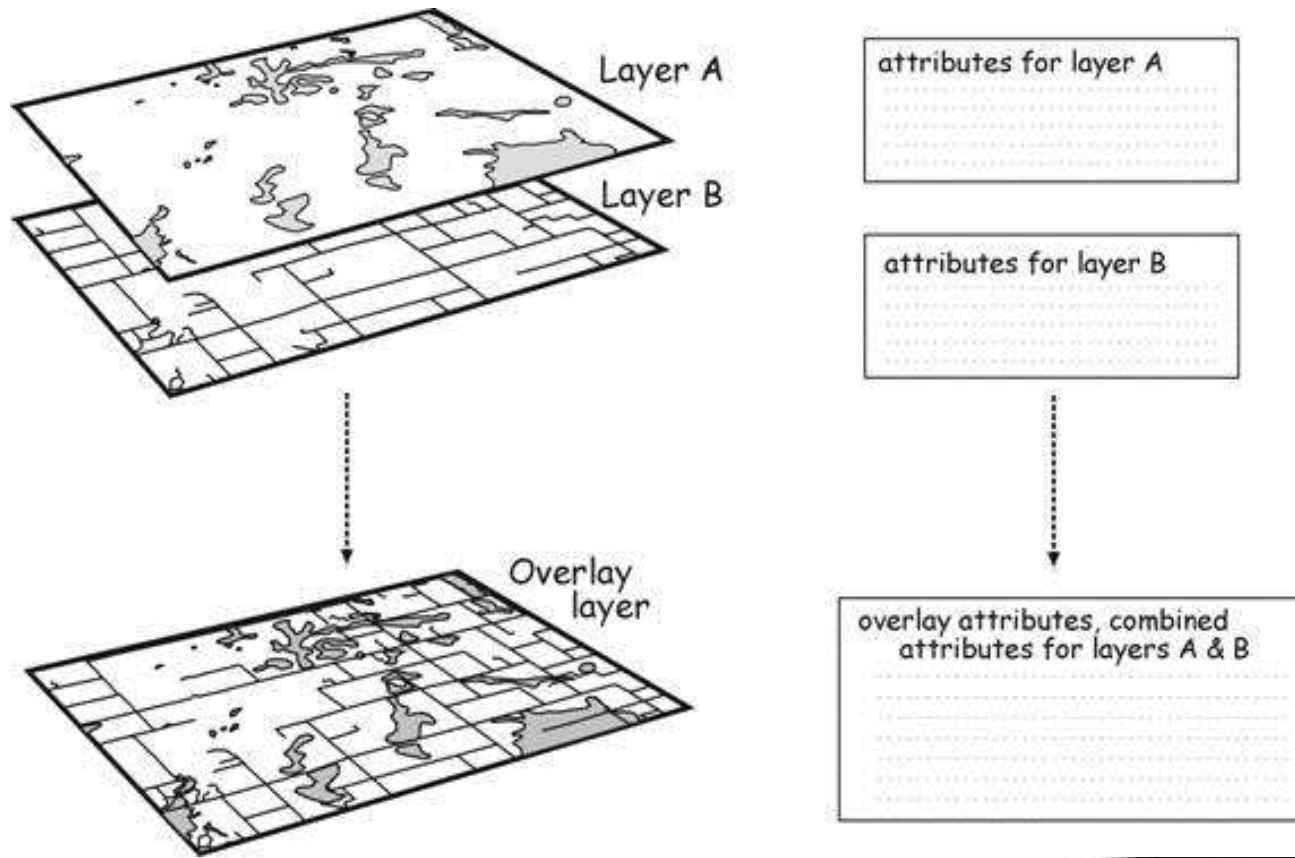 Layer A
attributes for layer A
Layer B
attributes for layer B
Overlay
layer
overlay attributes, combined
attributes for layers A & B